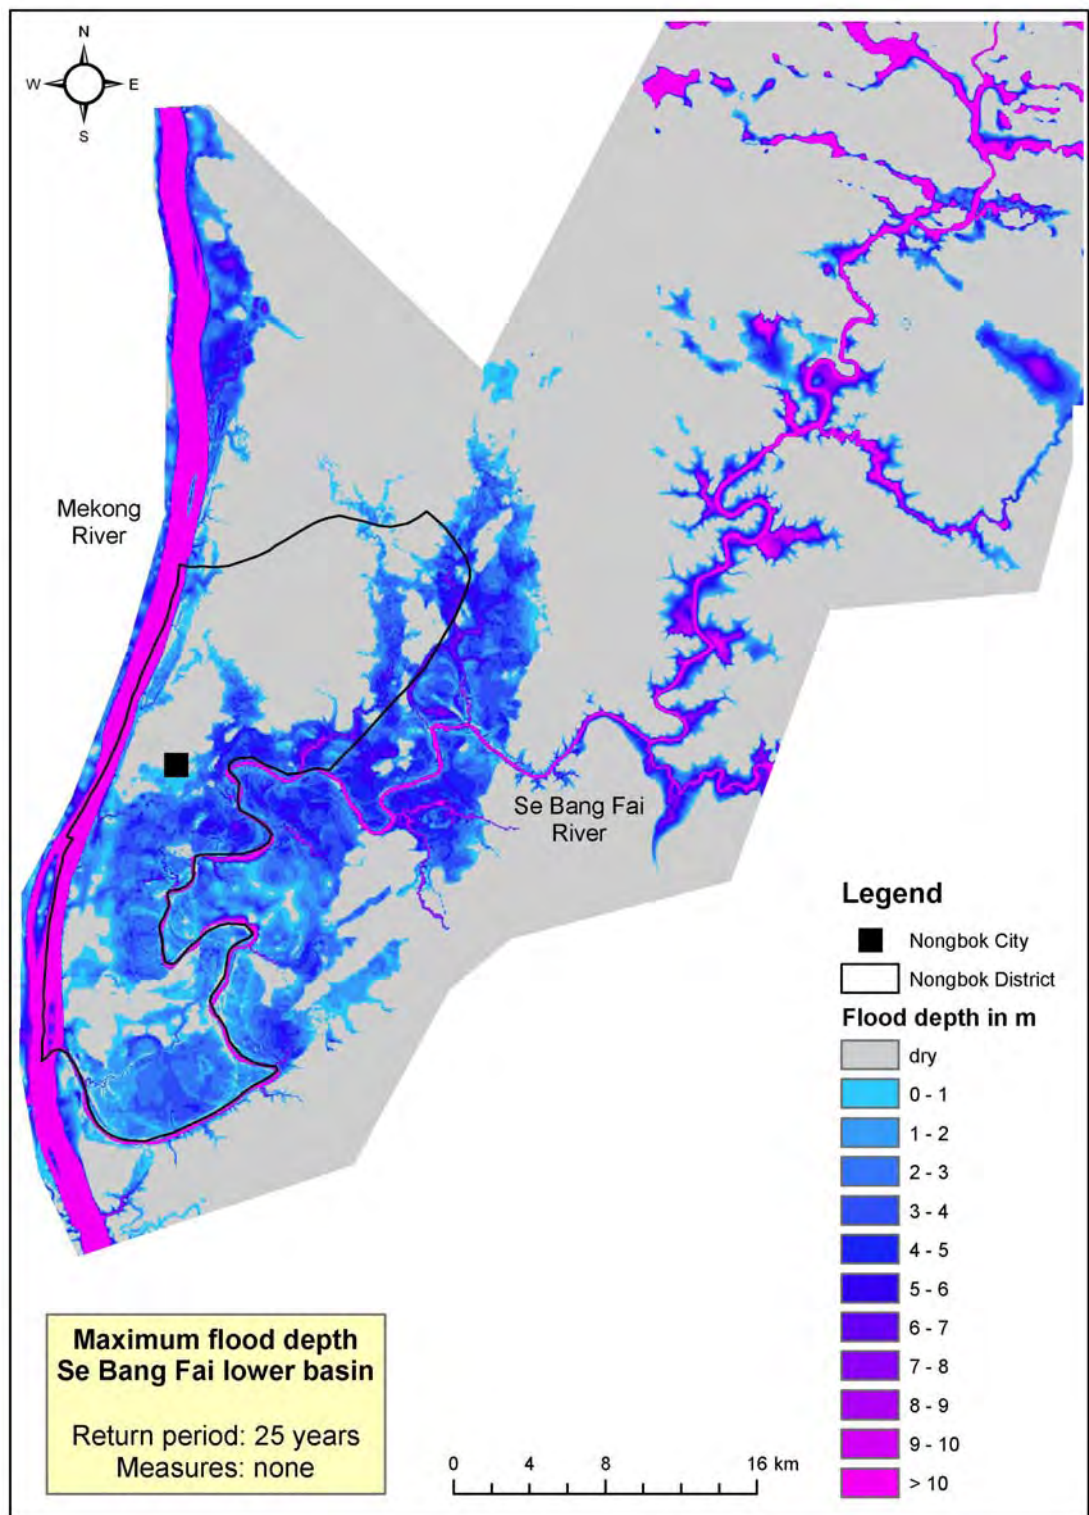 N
W
E
S
Mekong
River
Se Bang Fai
River
Legend
Nongbok City
Nongbok District
Flood depth in m
dry
0 - 1
1 - 2
2 - 3
3 - 4
4 - 5
5 - 6
6 - 7
7 - 8
8 - 9
9 - 10
> 10
Maximum flood depth
Se Bang Fai lower basin
Return period: 25 years
Measures: none
0 4 8 16 km